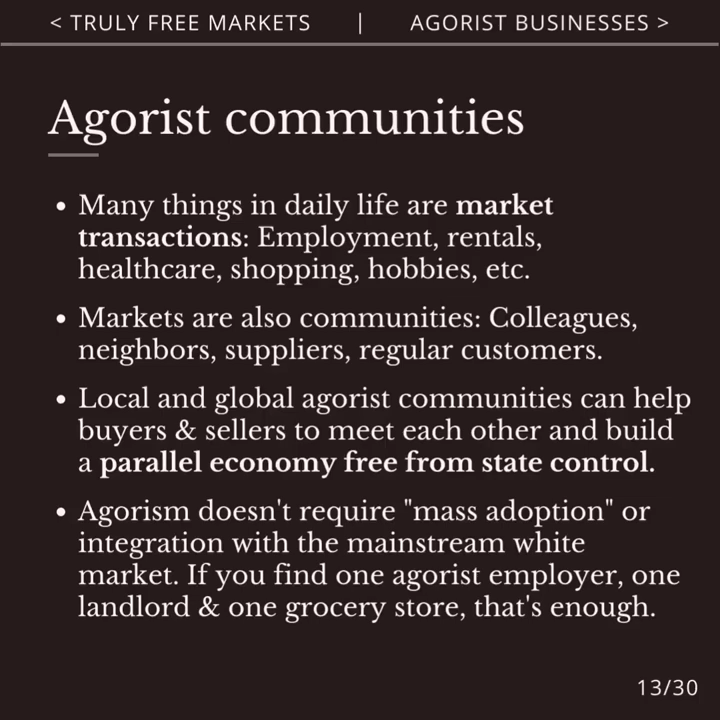 < TRULY FREE MARKETS | AGORIST BUSINESSES >
Agorist communities
• Many things in daily life are market
transactions: Employment, rentals,
healthcare, shopping, hobbies, etc.
• Markets are also communities: Colleagues,
neighbors, suppliers, regular customers.
• Local and global agorist communities can help
buyers & sellers to meet each other and build
a parallel economy free from state control.
• Agorism doesn't require "mass adoption" or
integration with the mainstream white
market. If you find one agorist employer, one
landlord & one grocery store, that's enough.
13/30